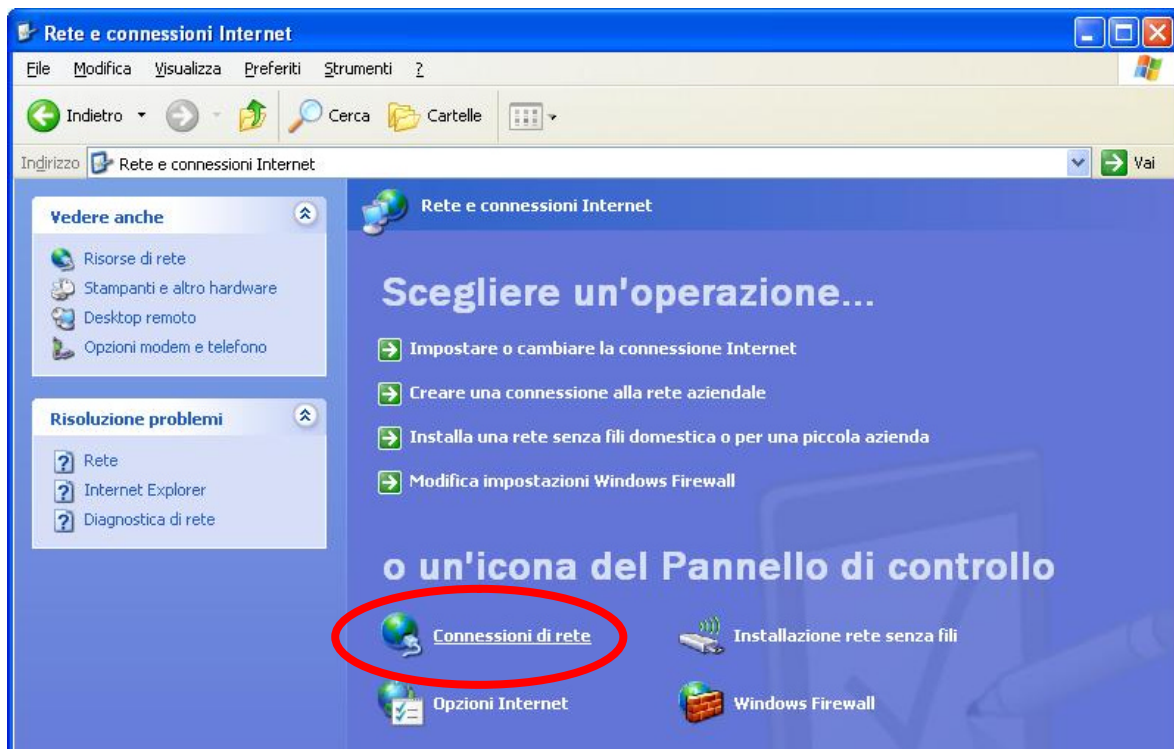 Rete e connessioni Internet
File Modifica Visualizza Preferiti Strumenti ?
Indietro Cerca Cartelle
Indirizzo Rete e connessioni Internet Vai
Vedere anche
Risorse di rete
Stampanti e altro hardware
Desktop remoto
Opzioni modem e telefono
Risoluzione problemi
Rete
Internet Explorer
Diagnostica di rete
Rete e connessioni Internet
Scegliere un'operazione...
Impostare o cambiare la connessione Internet
Creare una connessione alla rete aziendale
Installa una rete senza fili domestica o per una piccola azienda
Modifica impostazioni Windows Firewall
o un'icona del Pannello di controllo
Connessioni di rete
Installazione rete senza fili
Opzioni Internet
Windows Firewall